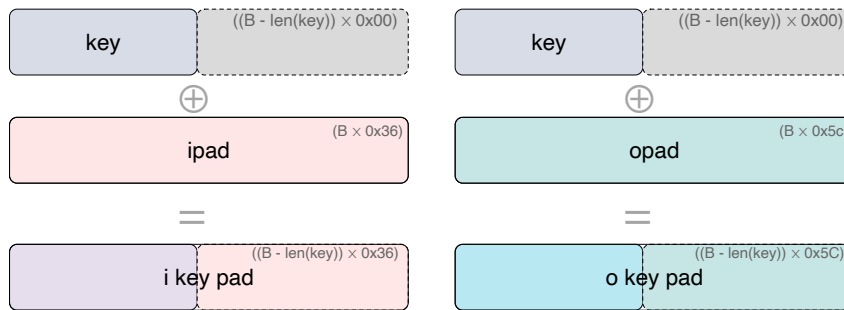 ((B - len(key)) × 0x00)
key
⊕
(B × 0x36)
ipad
=
((B - len(key)) × 0x36)
i key pad
((B - len(key)) × 0x00)
key
⊕
(B × 0x5c
opad
=
((B - len(key)) × 0x5C)
o key pad